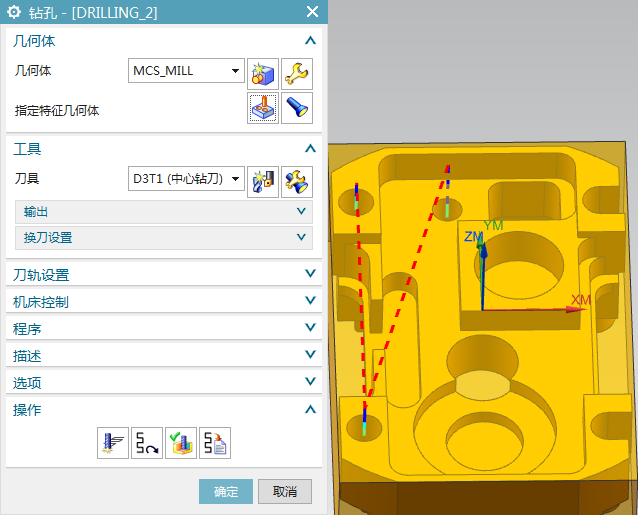 钻孔 - [DRILLING_2]
几何体
几何体 MCS_MILL
指定特征几何体
工具
刀具 D3T1 (中心钻刀)
输出
换刀设置
刀轨设置
机床控制
程序
描述
选项
操作
确定 取消
YM
ZM
XM